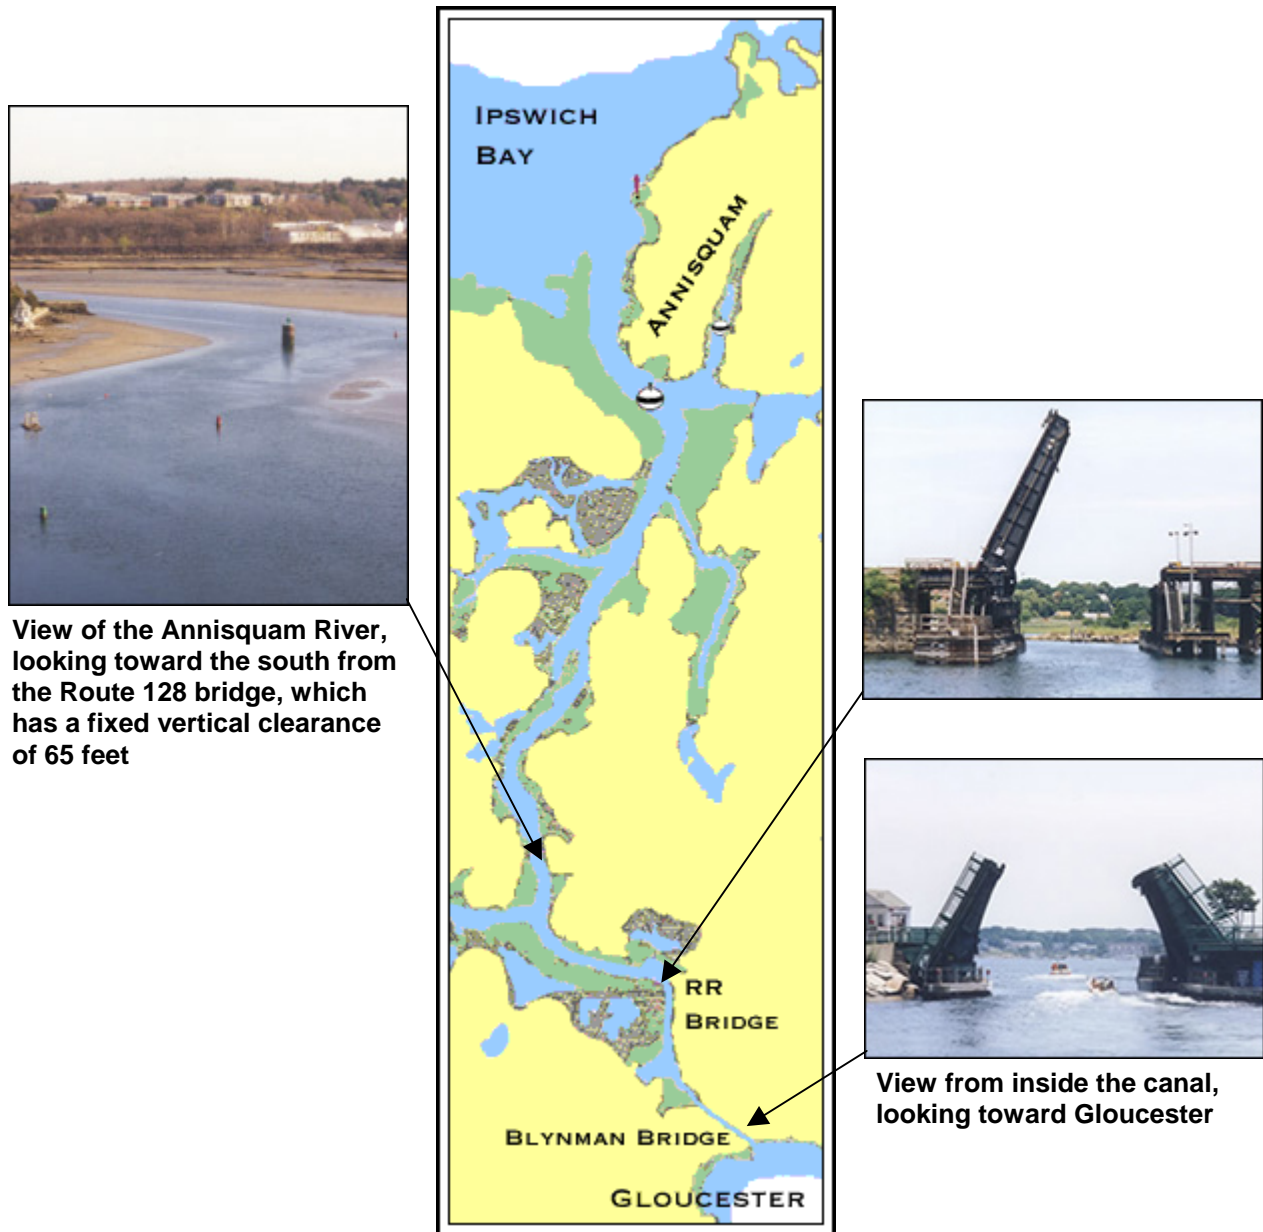 IPSWICH
BAY
ANNISQUAM
View of the Annisquam River,
looking toward the south from
the Route 128 bridge, which
has a fixed vertical clearance
of 65 feet
RR
BRIDGE
View from inside the canal,
looking toward Gloucester
BLYNMAN BRIDGE
GLOUCESTER